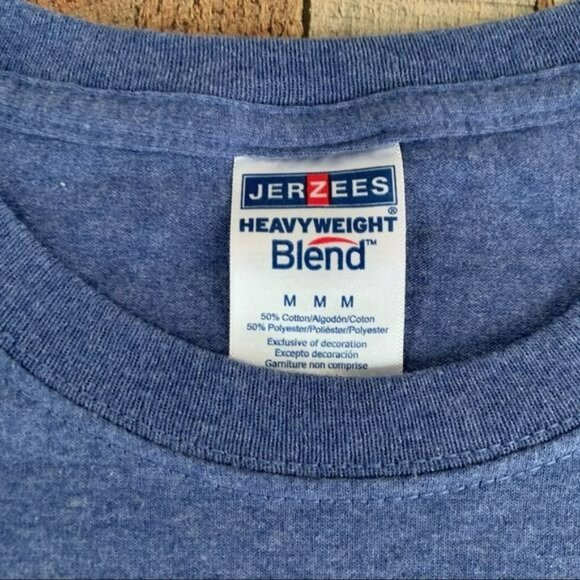 JERZEES
HEAVYWEIGHT®
Blend™
M M M
50% Cotton/Algodón/Coton
50% Polyester/Poliéster/Polyester
Exclusive of decoration
Excepto decoración
Garniture non comprise